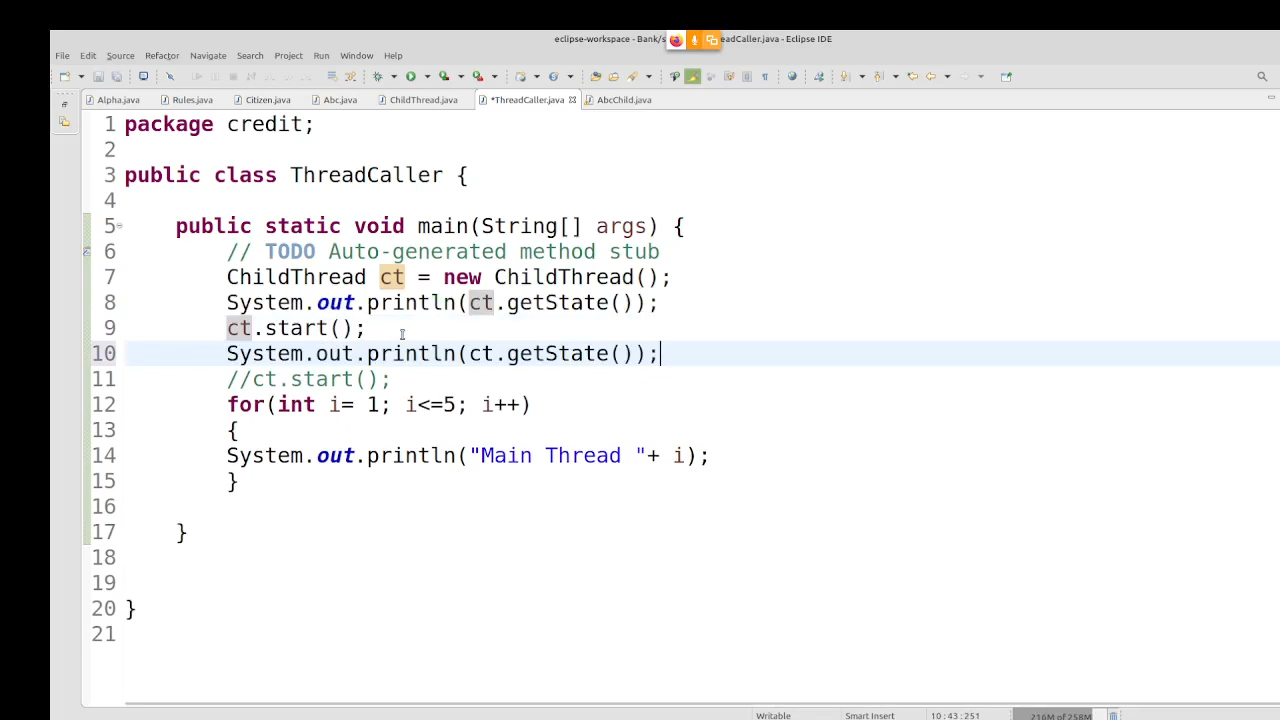 eclipse-workspace - Bank/s readCaller.java - Eclipse IDE
File Edit Source Refactor Navigate Search Project Run Window Help
Alpha.java Rules.java Citizen.java Abc.java ChildThread.java *ThreadCaller.java AbcChild.java
1 package credit;
2
3 public class ThreadCaller {
4
5 public static void main(String[] args) {
6 // TODO Auto-generated method stub
7 ChildThread ct = new ChildThread();
8 System.out.println(ct.getState());
9 ct.start();
10 System.out.println(ct.getState());
11 //ct.start();
12 for(int i= 1; i<=5; i++)
13 {
14 System.out.println("Main Thread "+ i);
15 }
16
17 }
18
19
20 }
21
Writable Smart Insert 10:43:251 216M of 258M